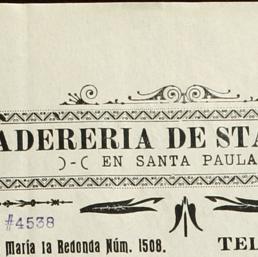 ADERERIA DE STA
)-( EN SANTA PAULA
#4538
María la Redonda Núm. 1508.
TEL